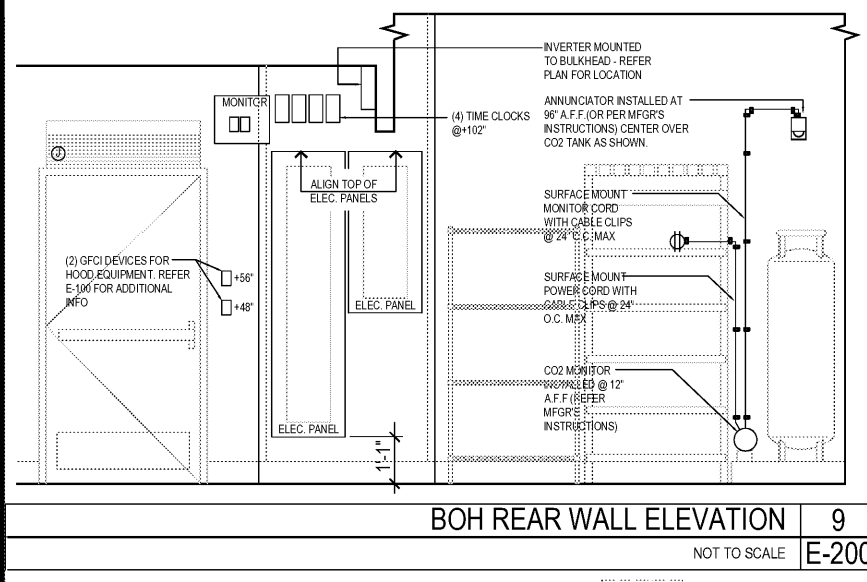 INVERTER MOUNTED
TO BULKHEAD - REFER
PLAN FOR LOCATION
MONITOR
(4) TIME CLOCKS
@+102"
ANNUNCIATOR INSTALLED AT
96" A.F.F.(OR PER MFGR'S
INSTRUCTIONS) CENTER OVER
CO2 TANK AS SHOWN.
J
ALIGN TOP OF
ELEC. PANELS
SURFACE MOUNT
MONITOR CORD
WITH CABLE CLIPS
@ 24" O.C. MAX
(2) GFCI DEVICES FOR
HOOD EQUIPMENT. REFER
E-100 FOR ADDITIONAL
INFO
+56"
+48"
SURFACE MOUNT
POWER CORD WITH
CABLE CLIPS @ 24"
O.C. MAX
ELEC. PANEL
CO2 MONITOR
INSTALLED @ 12"
A.F.F (REFER
MFGR'S
INSTRUCTIONS)
ELEC. PANEL
1'-1"
BOH REAR WALL ELEVATION
9
NOT TO SCALE
E-200